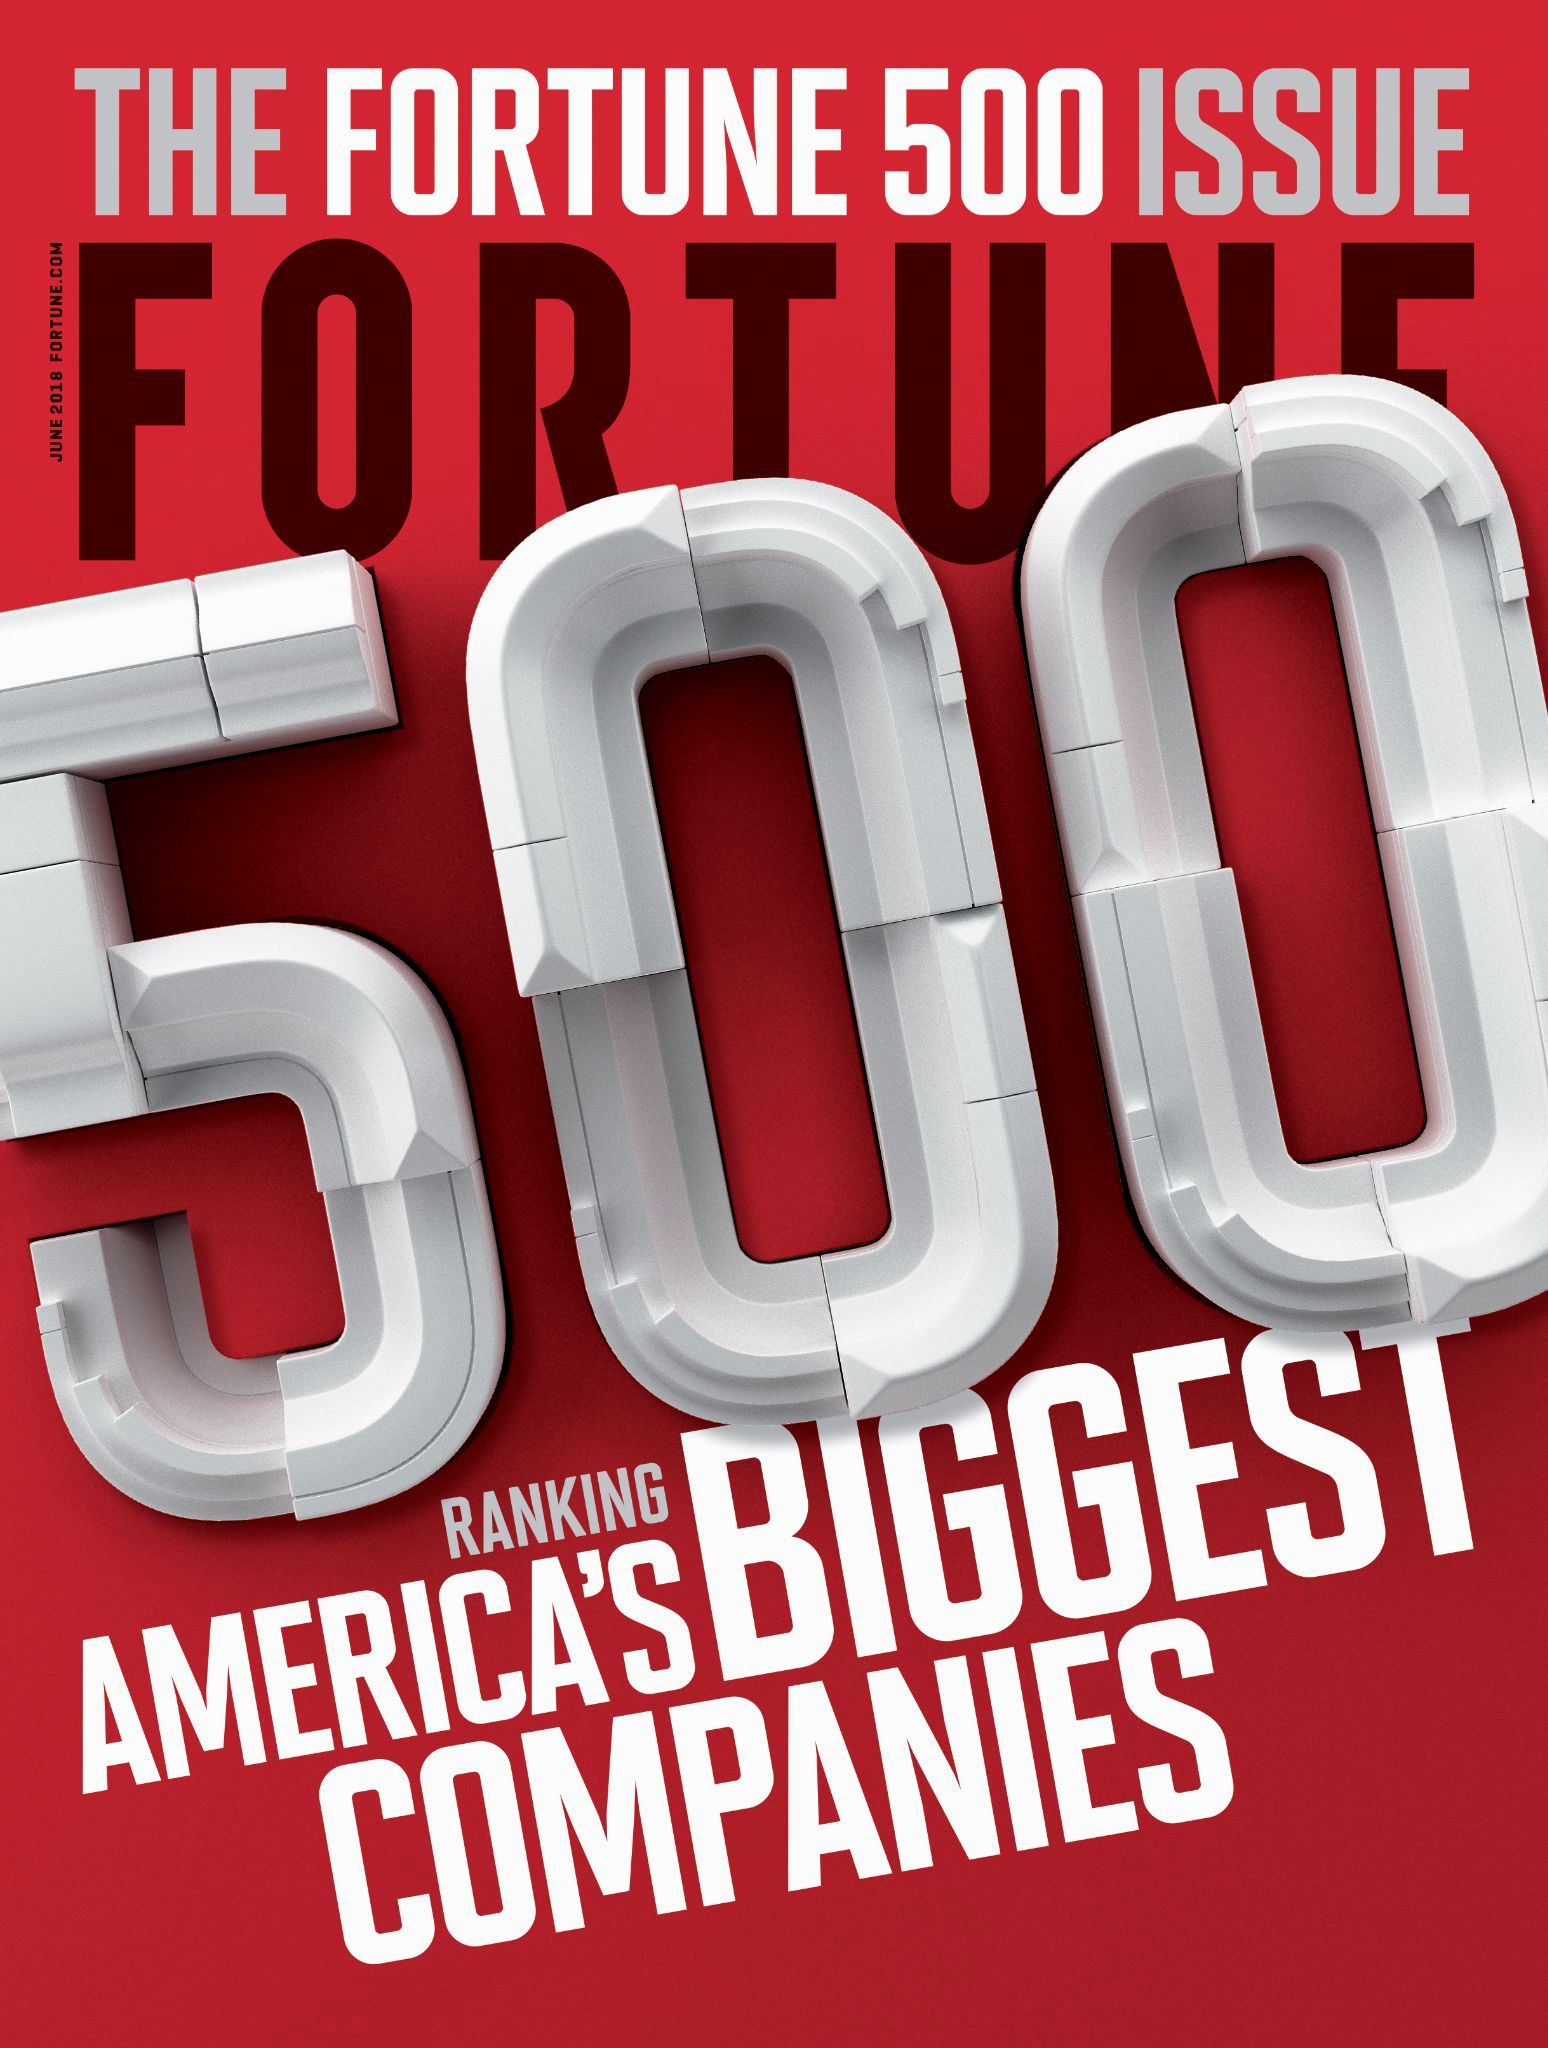 THE FORTUNE 500 ISSUE
JUNE 2018 FORTUNE.COM
FORTUNE
500
RANKING
AMERICA'S BIGGEST
COMPANIES